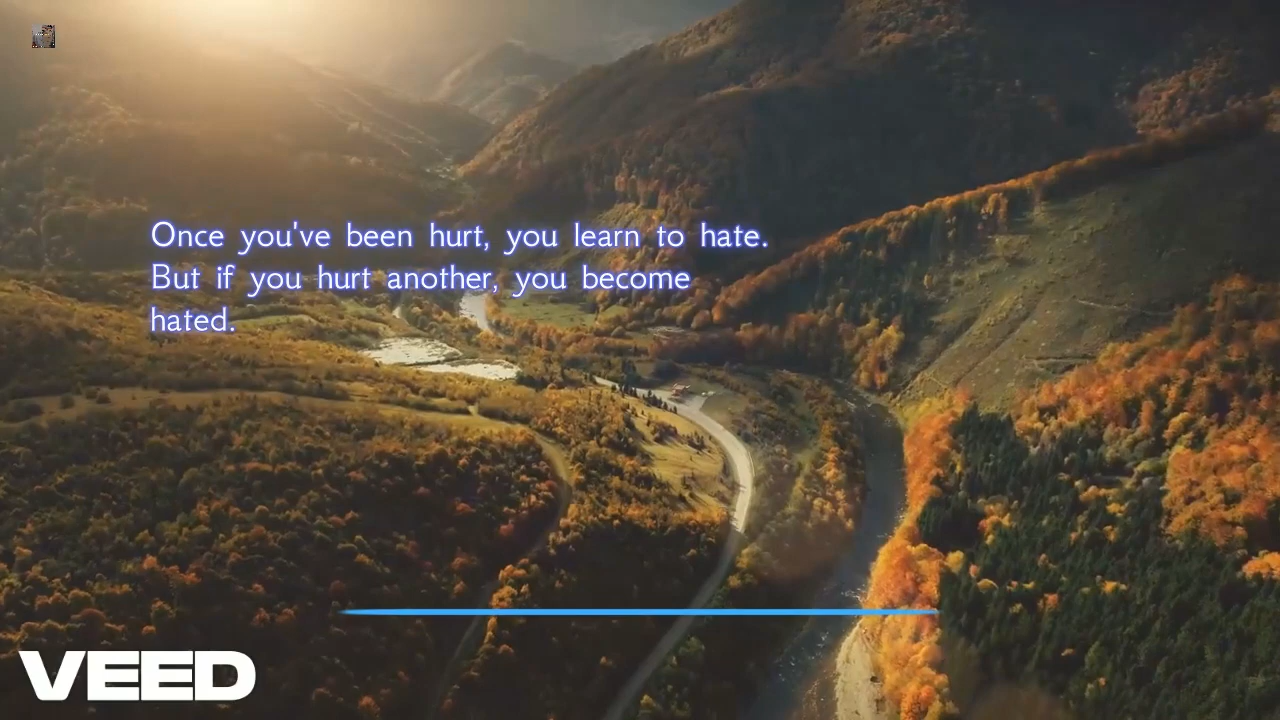 Once you've been hurt, you learn to hate.
But if you hurt another, you become
hated.
VEED